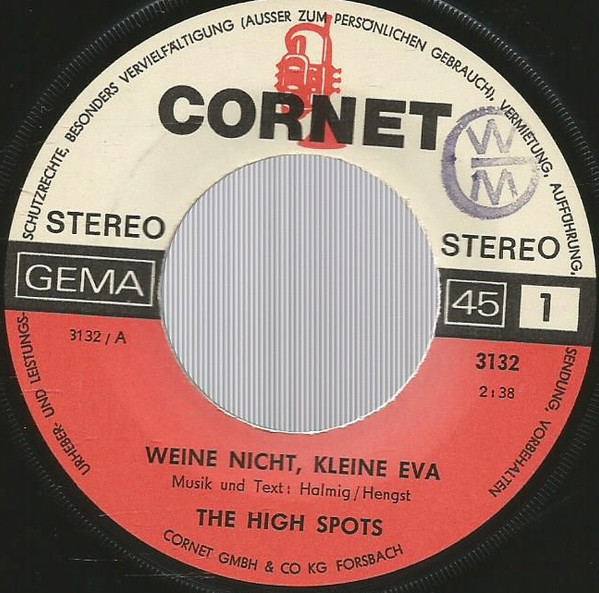 URHEBER- UND LEISTUNGS-SCHUTZRECHTE, BESONDERS VERVIELFÄLTIGUNG (AUSSER ZUM PERSÖNLICHEN GEBRAUCH), VERMIETUNG, AUFFÜHRUNG, SENDUNG, VORBEHALTEN
CORNET
W
M
STEREO
STEREO
GEMA
45
1
3132 / A
3132
2:38
WEINE NICHT, KLEINE EVA
Musik und Text: Halmig/Hengst
THE HIGH SPOTS
CORNET GMBH & CO KG FORSBACH